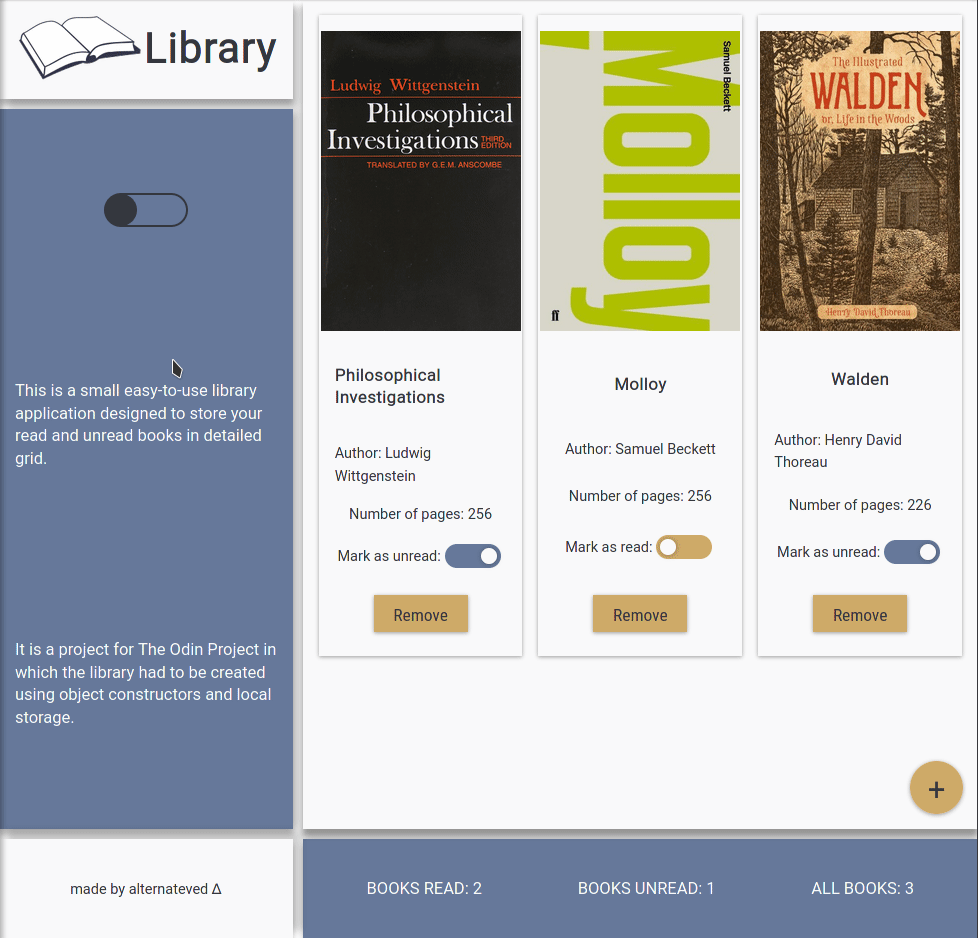 Library
This is a small easy-to-use library
application designed to store your
read and unread books in detailed
grid.
It is a project for The Odin Project in
which the library had to be created
using object constructors and local
storage.
made by alternateved Δ
Ludwig Wittgenstein
Philosophical
Investigations THIRD
EDITION
TRANSLATED BY G.E.M. ANSCOMBE
Philosophical
Investigations
Author: Ludwig
Wittgenstein
Number of pages: 256
Mark as unread:
Remove
Samuel Beckett
Molloy
ff
Molloy
Author: Samuel Beckett
Number of pages: 256
Mark as read:
Remove
The Illustrated
WALDEN
or, Life in the Woods
Henry David Thoreau
Walden
Author: Henry David
Thoreau
Number of pages: 226
Mark as unread:
Remove
+
BOOKS READ: 2
BOOKS UNREAD: 1
ALL BOOKS: 3